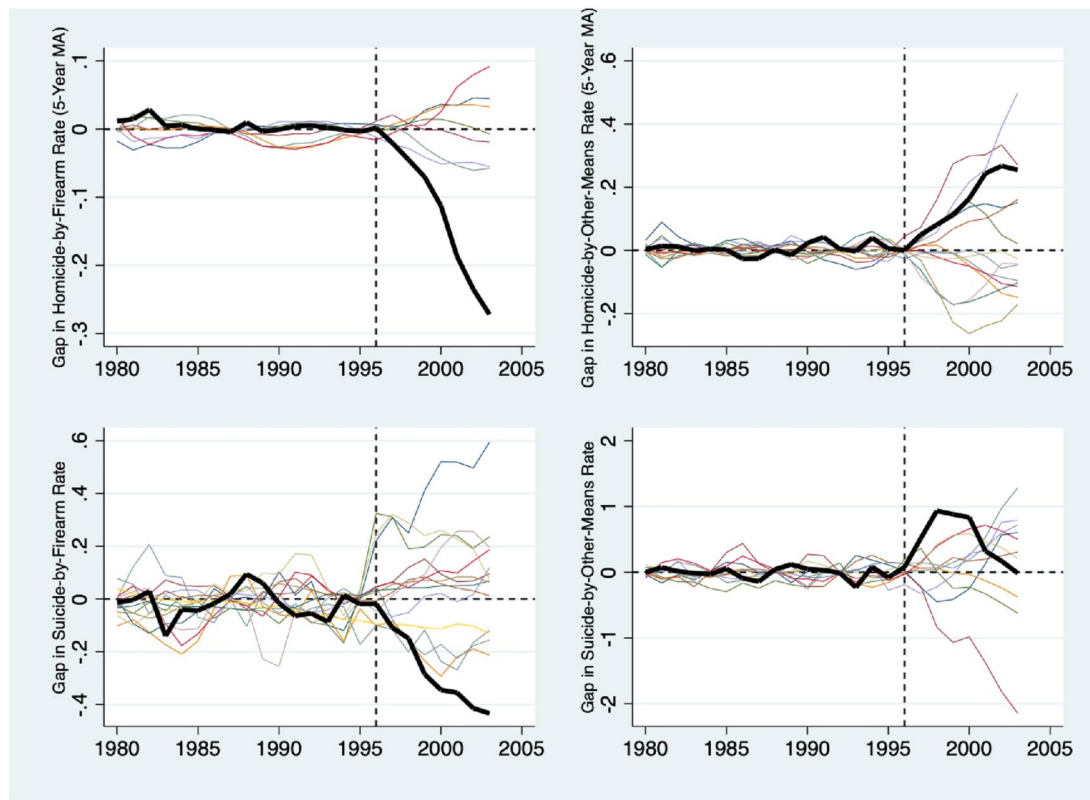 Gap in Homicide-by-Firearm Rate (5-Year MA)
.1
0
-.1
-.2
-.3
1980 1985 1990 1995 2000 2005
Gap in Homicide-by-Other-Means Rate (5-Year MA)
.6
.4
.2
0
-.2
1980 1985 1990 1995 2000 2005
Gap in Suicide-by-Firearm Rate
.6
.4
.2
0
-.2
-.4
1980 1985 1990 1995 2000 2005
Gap in Suicide-by-Other-Means Rate
2
1
0
-1
-2
1980 1985 1990 1995 2000 2005